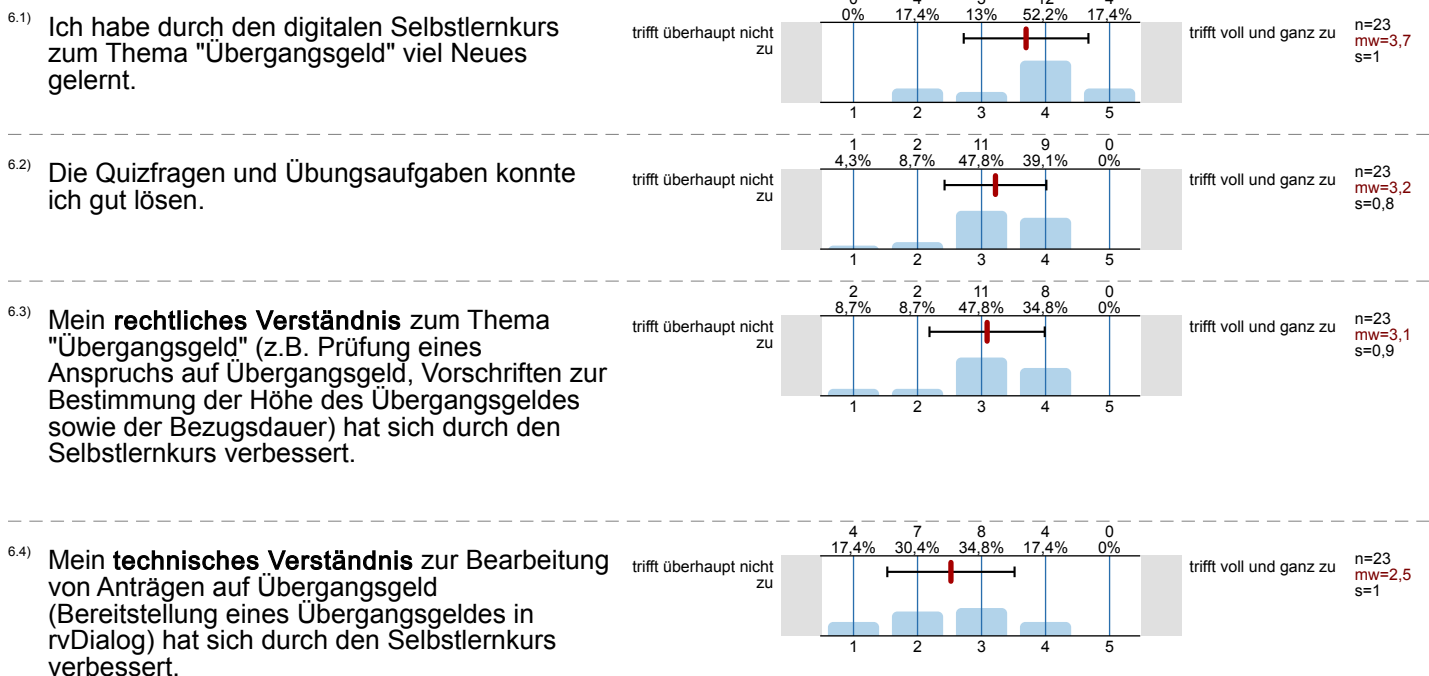 0 4 3 12 4
0% 17,4% 13% 52,2% 17,4%
6.1) Ich habe durch den digitalen Selbstlernkurs
zum Thema "Übergangsgeld" viel Neues
gelernt.
trifft überhaupt nicht
zu
trifft voll und ganz zu
n=23
mw=3,7
s=1
1 2 3 4 5
1 2 11 9 0
4,3% 8,7% 47,8% 39,1% 0%
6.2) Die Quizfragen und Übungsaufgaben konnte
ich gut lösen.
trifft überhaupt nicht
zu
trifft voll und ganz zu
n=23
mw=3,2
s=0,8
1 2 3 4 5
2 2 11 8 0
8,7% 8,7% 47,8% 34,8% 0%
6.3) Mein rechtliches Verständnis zum Thema
"Übergangsgeld" (z.B. Prüfung eines
Anspruchs auf Übergangsgeld, Vorschriften zur
Bestimmung der Höhe des Übergangsgeldes
sowie der Bezugsdauer) hat sich durch den
Selbstlernkurs verbessert.
trifft überhaupt nicht
zu
trifft voll und ganz zu
n=23
mw=3,1
s=0,9
1 2 3 4 5
4 7 8 4 0
17,4% 30,4% 34,8% 17,4% 0%
6.4) Mein technisches Verständnis zur Bearbeitung
von Anträgen auf Übergangsgeld
(Bereitstellung eines Übergangsgeldes in
rvDialog) hat sich durch den Selbstlernkurs
verbessert.
trifft überhaupt nicht
zu
trifft voll und ganz zu
n=23
mw=2,5
s=1
1 2 3 4 5